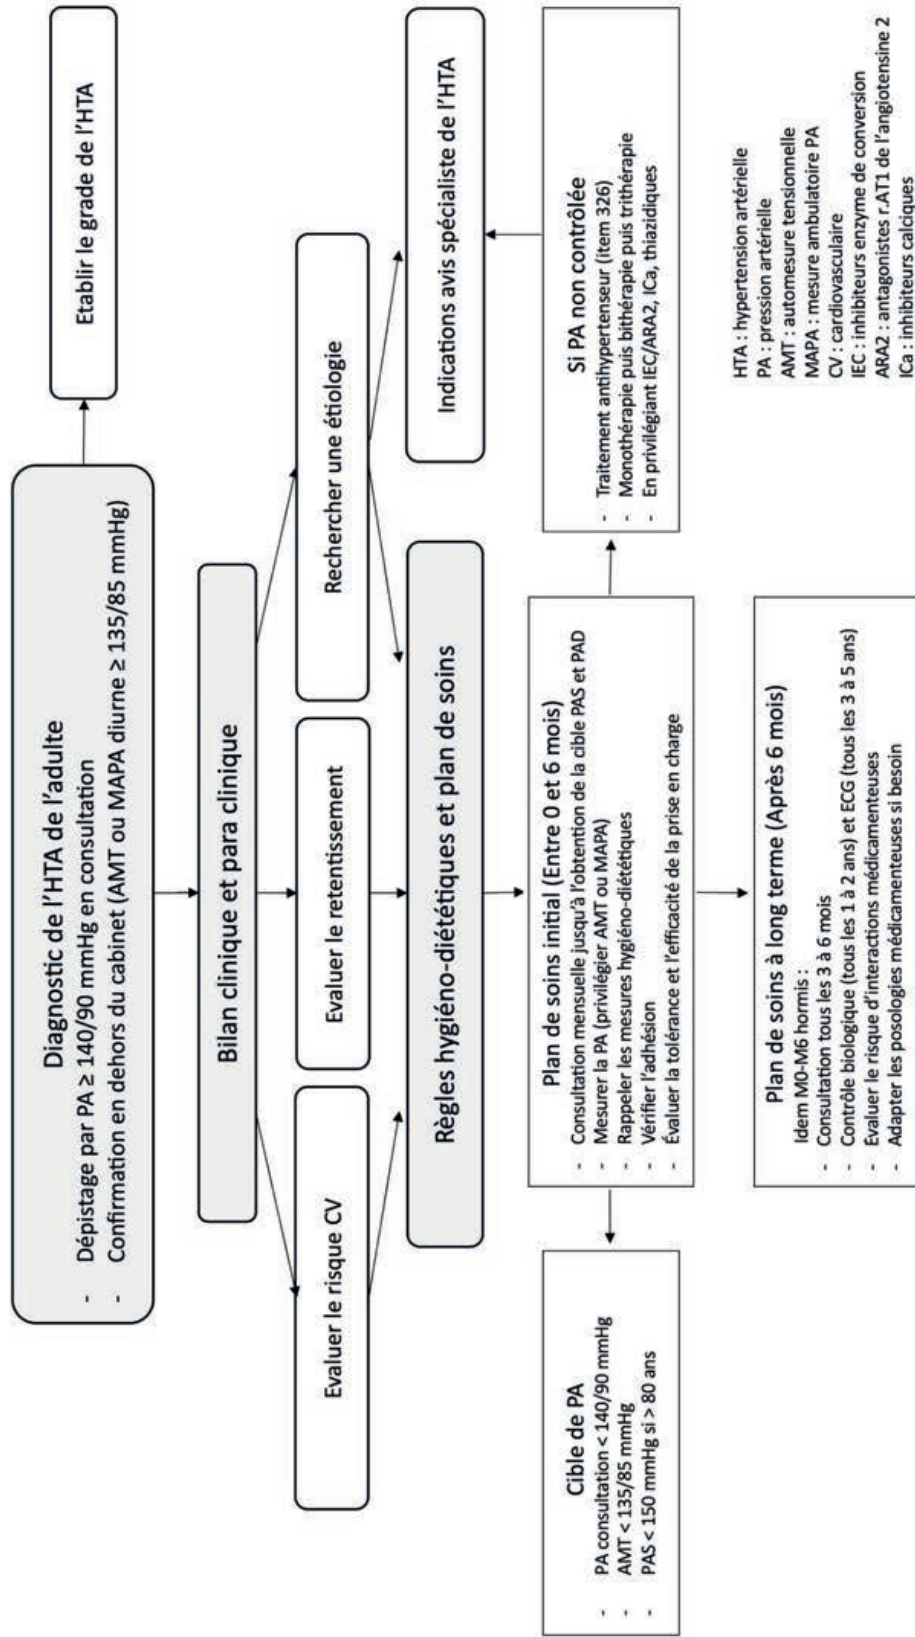 Diagnostic de l'HTA de l'adulte
- Dépistage par PA ≥ 140/90 mmHg en consultation
- Confirmation en dehors du cabinet (AMT ou MAPA diurne ≥ 135/85 mmHg)
Etablir le grade de l'HTA
Bilan clinique et para clinique
Evaluer le risque CV
Evaluer le retentissement
Rechercher une étiologie
Règles hygiéno-diététiques et plan de soins
Indications avis spécialiste de l'HTA
Cible de PA
- PA consultation < 140/90 mmHg
- AMT < 135/85 mmHg
- PAS < 150 mmHg si > 80 ans
Plan de soins initial (Entre 0 et 6 mois)
- Consultation mensuelle jusqu'à l'obtention de la cible PAS et PAD
- Mesurer la PA (privilégier AMT ou MAPA)
- Rappeler les mesures hygiéno-diététiques
- Vérifier l'adhésion
- Évaluer la tolérance et l'efficacité de la prise en charge
Si PA non contrôlée
- Traitement antihypertenseur (item 326)
- Monothérapie puis bithérapie puis trithérapie
- En privilégiant IEC/ARA2, ICa, thiazidiques
Plan de soins à long terme (Après 6 mois)
Idem M0-M6 hormis :
- Consultation tous les 3 à 6 mois
- Contrôle biologique (tous les 1 à 2 ans) et ECG (tous les 3 à 5 ans)
- Evaluer le risque d'interactions médicamenteuses
- Adapter les posologies médicamenteuses si besoin
HTA : hypertension artérielle
PA : pression artérielle
AMT : automesure tensionnelle
MAPA : mesure ambulatoire PA
CV : cardiovasculaire
IEC : inhibiteurs enzyme de conversion
ARA2 : antagonistes r.AT1 de l'angiotensine 2
ICa : inhibiteurs calciques